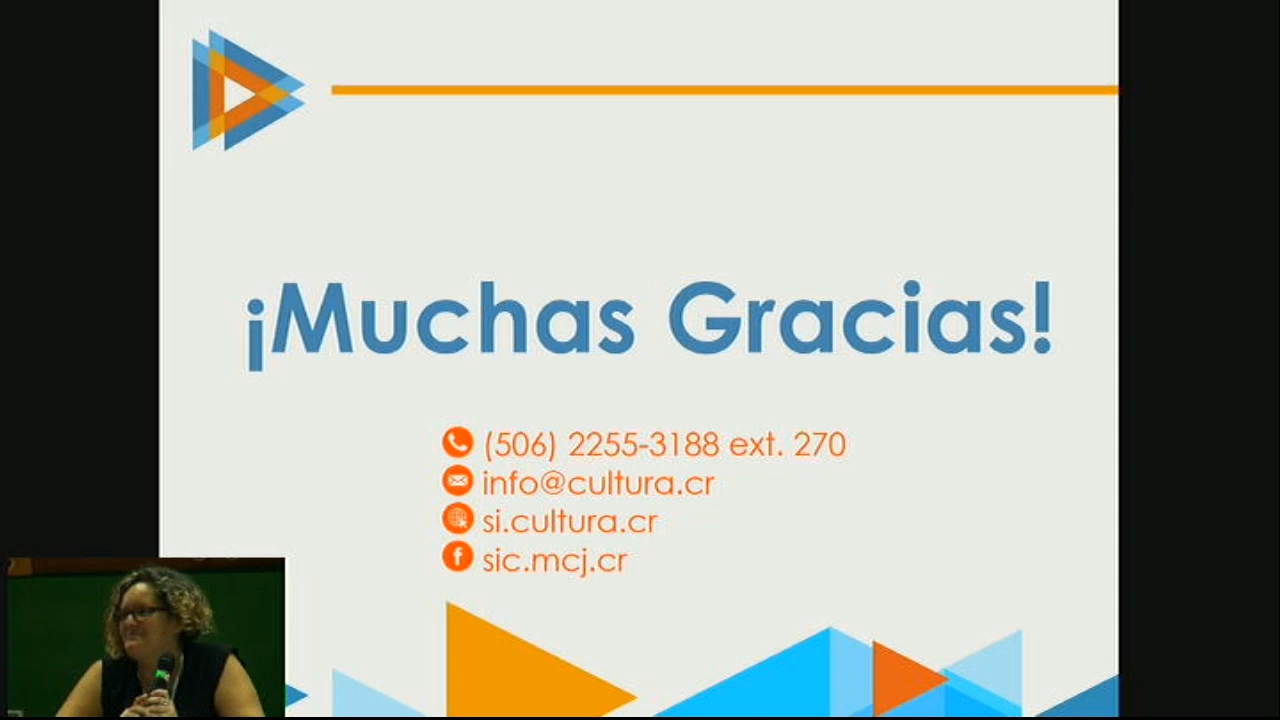 ¡Muchas Gracias!
(506) 2255-3188 ext. 270
info@cultura.cr
si.cultura.cr
sic.mcj.cr